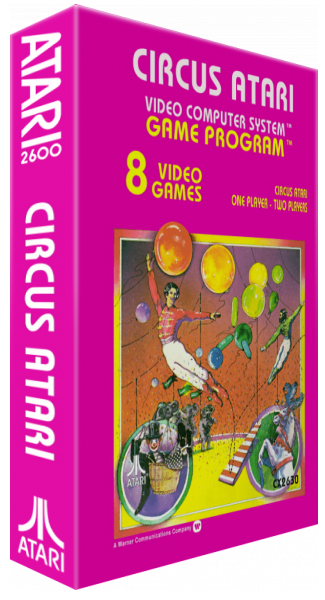 ATARI
2600
CIRCUS ATARI
ATARI
CIRCUS ATARI
VIDEO COMPUTER SYSTEM™
GAME PROGRAM™
8 VIDEO
GAMES
CIRCUS ATARI
ONE PLAYER - TWO PLAYERS
ATARI
CX2630
A Warner Communications Company